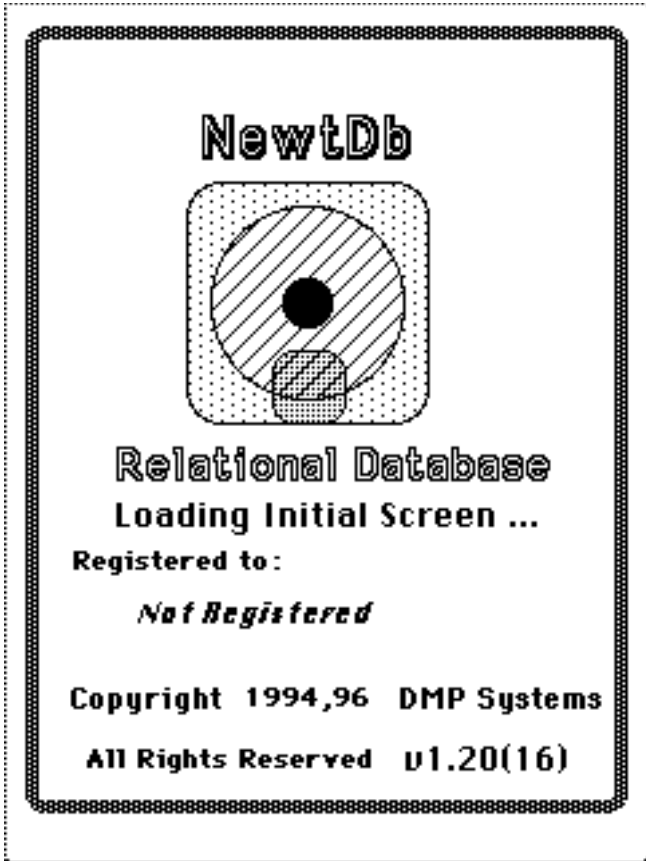 NewtDb
Relational Database
Loading Initial Screen ...
Registered to:
Not Registered
Copyright 1994,96 DMP Systems
All Rights Reserved v1.20(16)